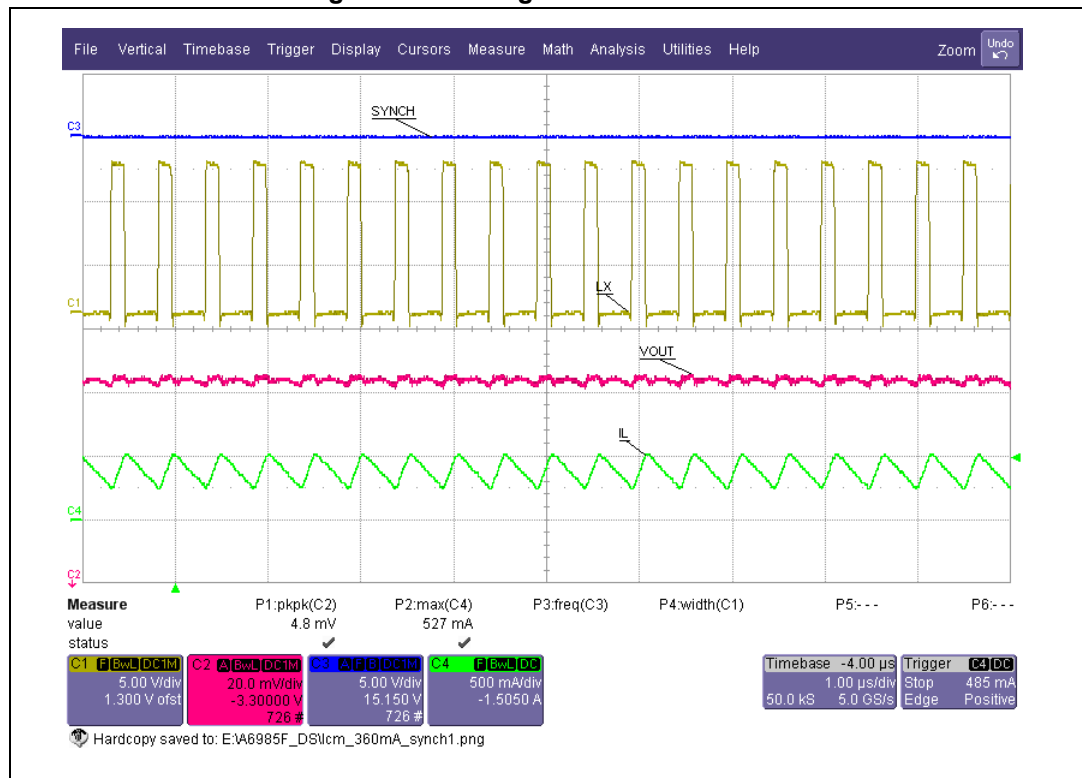 File Vertical Timebase Trigger Display Cursors Measure Math Analysis Utilities Help Zoom Undo
C3
SYNCH
C1
LX
VOUT
IL
C4
C2
Measure P1:pkpk(C2) P2:max(C4) P3:freq(C3) P4:width(C1) P5:- - - P6:- - -
value 4.8 mV 527 mA
status
C1 F BwL DC1M C2 A BwL DC1M C3 A F B DC1M C4 F BwL DC Timebase -4.00 µs Trigger C4 DC
5.00 V/div 20.0 mV/div 5.00 V/div 500 mA/div 1.00 µs/div Stop 485 mA
1.300 V ofst -3.30000 V 15.150 V -1.5050 A 50.0 kS 5.0 GS/s Edge Positive
726 # 726 #
Hardcopy saved to: E:\A6985F_DS\lcm_360mA_synch1.png